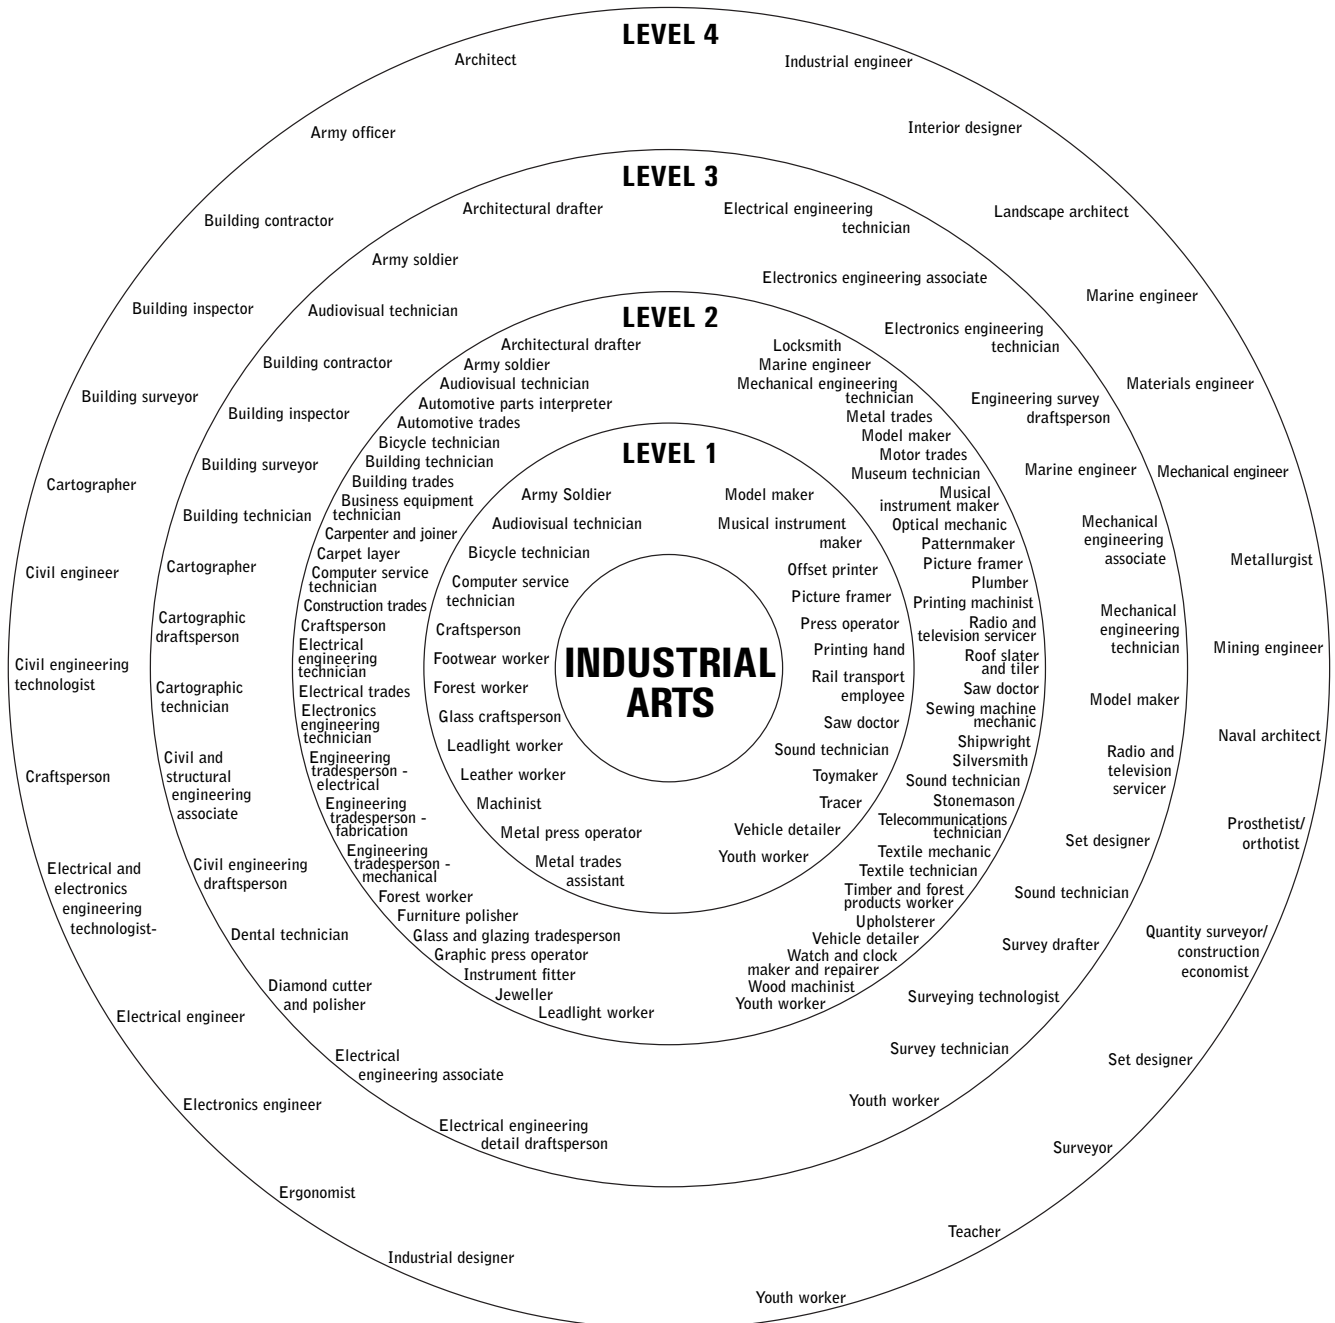 LEVEL 4
Architect
Army officer
Building contractor
Building inspector
Building surveyor
Cartographer
Civil engineer
Civil engineering
technologist
Craftsperson
Electrical and
electronics
engineering
technologist-
Electrical engineer
Electronics engineer
Ergonomist
Industrial designer
Industrial engineer
Interior designer
Landscape architect
Marine engineer
Materials engineer
Mechanical engineer
Metallurgist
Mining engineer
Naval architect
Prosthetist/
orthotist
Quantity surveyor/
construction
economist
Set designer
Surveyor
Teacher
Youth worker
LEVEL 3
Architectural drafter
Army soldier
Audiovisual technician
Building contractor
Building inspector
Building surveyor
Building technician
Cartographer
Cartographic
draftsperson
Cartographic
technician
Civil and
structural
engineering
associate
Civil engineering
draftsperson
Dental technician
Diamond cutter
and polisher
Electrical
engineering associate
Electrical engineering
detail draftsperson
Electrical engineering
technician
Electronics engineering associate
Electronics engineering
technician
Engineering survey
draftsperson
Marine engineer
Mechanical
engineering
associate
Mechanical
engineering
technician
Model maker
Radio and
television
servicer
Set designer
Sound technician
Survey drafter
Surveying technologist
Survey technician
Youth worker
LEVEL 2
Architectural drafter
Army soldier
Audiovisual technician
Automotive parts interpreter
Automotive trades
Bicycle technician
Building technician
Building trades
Business equipment
technician
Carpenter and joiner
Carpet layer
Computer service
technician
Construction trades
Craftsperson
Electrical
engineering
technician
Electrical trades
Electronics
engineering
technician
Engineering
tradesperson -
electrical
Engineering
tradesperson -
fabrication
Engineering
tradesperson -
mechanical
Forest worker
Furniture polisher
Glass and glazing tradesperson
Graphic press operator
Instrument fitter
Jeweller
Leadlight worker
Locksmith
Marine engineer
Mechanical engineering
technician
Metal trades
Model maker
Motor trades
Museum technician
Musical
instrument maker
Optical mechanic
Patternmaker
Picture framer
Plumber
Printing machinist
Radio and
television servicer
Roof slater
and tiler
Saw doctor
Sewing machine
mechanic
Shipwright
Silversmith
Sound technician
Stonemason
Telecommunications
technician
Textile mechanic
Textile technician
Timber and forest
products worker
Upholsterer
Vehicle detailer
Watch and clock
maker and repairer
Wood machinist
Youth worker
LEVEL 1
Army Soldier
Audiovisual technician
Bicycle technician
Computer service
technician
Craftsperson
Footwear worker
Forest worker
Glass craftsperson
Leadlight worker
Leather worker
Machinist
Metal press operator
Metal trades
assistant
Model maker
Musical instrument
maker
Offset printer
Picture framer
Press operator
Printing hand
Rail transport
employee
Saw doctor
Sound technician
Toymaker
Tracer
Vehicle detailer
Youth worker
INDUSTRIAL
ARTS